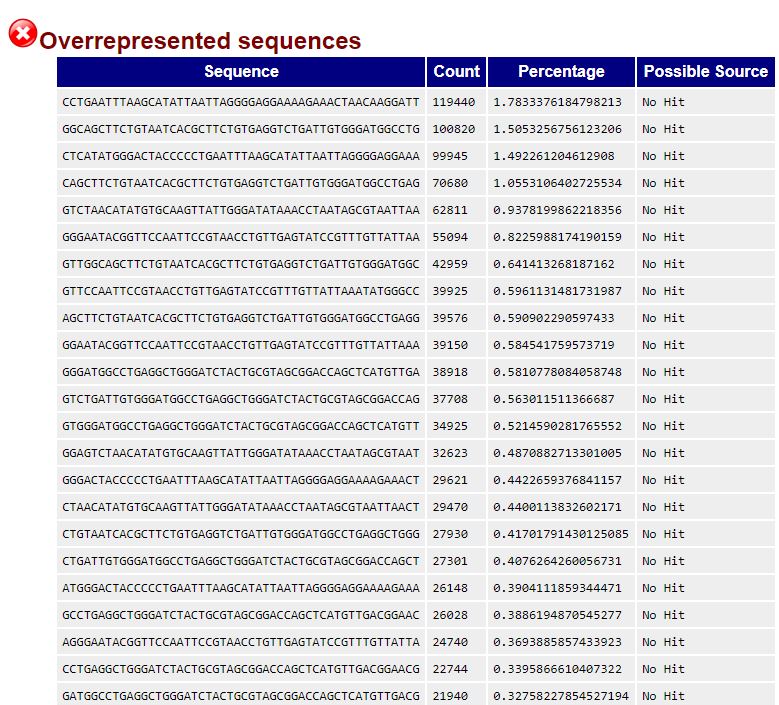 Overrepresented sequences
Sequence Count Percentage Possible Source
CCTGAATTTAAGCATATTAATTAGGGGAGGAAAAGAAACTAACAAGGATT 119440 1.7833376184798213 No Hit
GGCAGCTTCTGTAATCACGCTTCTGTGAGGTCTGATTGTGGGATGGCCTG 100820 1.5053256756123206 No Hit
CTCATATGGGACTACCCCCTGAATTTAAGCATATTAATTAGGGGAGGAAA 99945 1.492261204612908 No Hit
CAGCTTCTGTAATCACGCTTCTGTGAGGTCTGATTGTGGGATGGCCTGAG 70680 1.0553106402725534 No Hit
GTCTAACATATGTGCAAGTTATTGGGATATAAACCTAATAGCGTAATTAA 62811 0.9378199862218356 No Hit
GGGAATACGGTTCCAATTCCGTAACCTGTTGAGTATCCGTTTGTTATTAA 55094 0.8225988174190159 No Hit
GTTGGCAGCTTCTGTAATCACGCTTCTGTGAGGTCTGATTGTGGGATGGC 42959 0.641413268187162 No Hit
GTTCCAATTCCGTAACCTGTTGAGTATCCGTTTGTTATTAAATATGGGCC 39925 0.5961131481731987 No Hit
AGCTTCTGTAATCACGCTTCTGTGAGGTCTGATTGTGGGATGGCCTGAGG 39576 0.590902290597433 No Hit
GGAATACGGTTCCAATTCCGTAACCTGTTGAGTATCCGTTTGTTATTAAA 39150 0.584541759573719 No Hit
GGGATGGCCTGAGGCTGGGATCTACTGCGTAGCGGACCAGCTCATGTTGA 38918 0.5810778084058748 No Hit
GTCTGATTGTGGGATGGCCTGAGGCTGGGATCTACTGCGTAGCGGACCAG 37708 0.563011511366687 No Hit
GTGGGATGGCCTGAGGCTGGGATCTACTGCGTAGCGGACCAGCTCATGTT 34925 0.5214590281765552 No Hit
GGAGTCTAACATATGTGCAAGTTATTGGGATATAAACCTAATAGCGTAAT 32623 0.4870882713301005 No Hit
GGGACTACCCCCTGAATTTAAGCATATTAATTAGGGGAGGAAAAGAAACT 29621 0.4422659376841157 No Hit
CTAACATATGTGCAAGTTATTGGGATATAAACCTAATAGCGTAATTAACT 29470 0.4400113832602171 No Hit
CTGTAATCACGCTTCTGTGAGGTCTGATTGTGGGATGGCCTGAGGCTGGG 27930 0.41701791430125085 No Hit
CTGATTGTGGGATGGCCTGAGGCTGGGATCTACTGCGTAGCGGACCAGCT 27301 0.4076264260056731 No Hit
ATGGGACTACCCCCTGAATTTAAGCATATTAATTAGGGGAGGAAAAGAAA 26148 0.3904111859344471 No Hit
GCCTGAGGCTGGGATCTACTGCGTAGCGGACCAGCTCATGTTGACGGAAC 26028 0.3886194870545277 No Hit
AGGGAATACGGTTCCAATTCCGTAACCTGTTGAGTATCCGTTTGTTATTA 24740 0.3693885857433923 No Hit
CCTGAGGCTGGGATCTACTGCGTAGCGGACCAGCTCATGTTGACGGAACG 22744 0.3395866610407322 No Hit
GATGGCCTGAGGCTGGGATCTACTGCGTAGCGGACCAGCTCATGTTGACG 21940 0.32758227854527194 No Hit